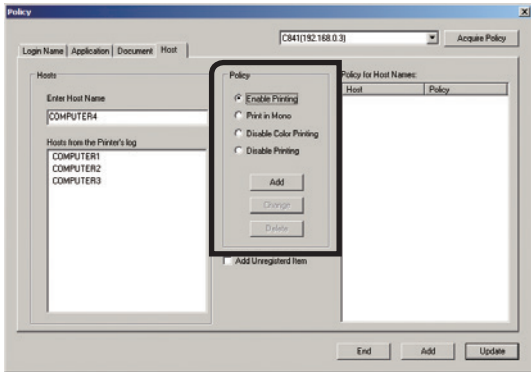 Policy
C841(192.168.0.3)
Acquire Policy
Login Name
Application
Document
Host
Hosts
Enter Host Name
COMPUTER4
Hosts from the Printer's log
COMPUTER1
COMPUTER2
COMPUTER3
Policy
Enable Printing
Print in Mono
Disable Color Printing
Disable Printing
Add
Change
Delete
Add Unregisterd Item
Policy for Host Names:
Host
Policy
End
Add
Update